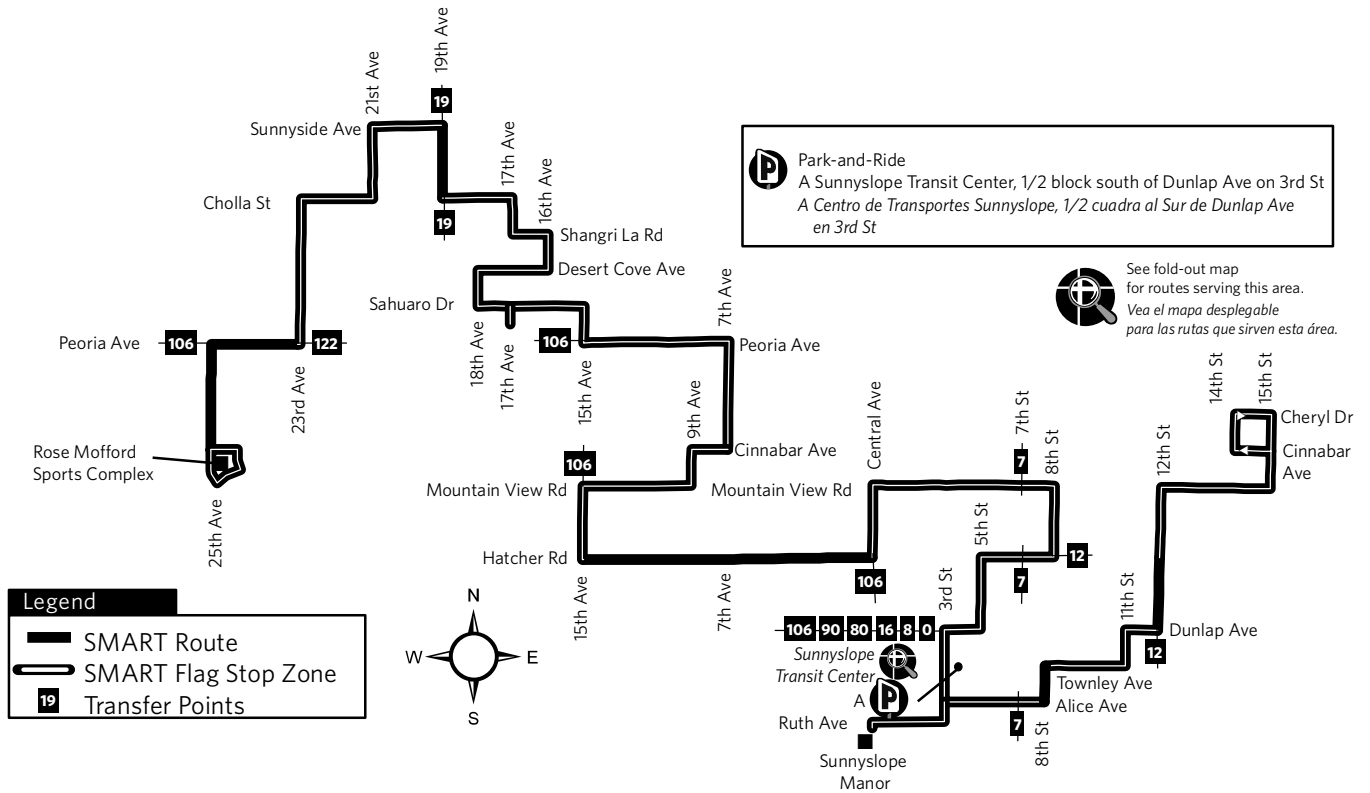 19th Ave
21st Ave
19
Sunnyside Ave
17th Ave
16th Ave
Cholla St
19
Shangri La Rd
Desert Cove Ave
Sahuaro Dr
7th Ave
Peoria Ave
106
122
106
Peoria Ave
18th Ave
17th Ave
15th Ave
23rd Ave
9th Ave
Rose Mofford
Sports Complex
Cinnabar Ave
25th Ave
106
Mountain View Rd
Hatcher Rd
15th Ave
7th Ave
Central Ave
Mountain View Rd
106
7th St
7
8th St
5th St
12
7
3rd St
P
Park-and-Ride
A Sunnyslope Transit Center, 1/2 block south of Dunlap Ave on 3rd St
A Centro de Transportes Sunnyslope, 1/2 cuadra al Sur de Dunlap Ave
en 3rd St
See fold-out map
for routes serving this area.
Vea el mapa desplegable
para las rutas que sirven esta área.
14th St
15th St
Cheryl Dr
Cinnabar
Ave
12th St
11th St
Dunlap Ave
12
106 90 80 16 8 0
Sunnyslope
Transit Center
A
P
Townley Ave
Alice Ave
Ruth Ave
7
8th St
Sunnyslope
Manor
Legend
SMART Route
SMART Flag Stop Zone
19
Transfer Points
N
W
E
S